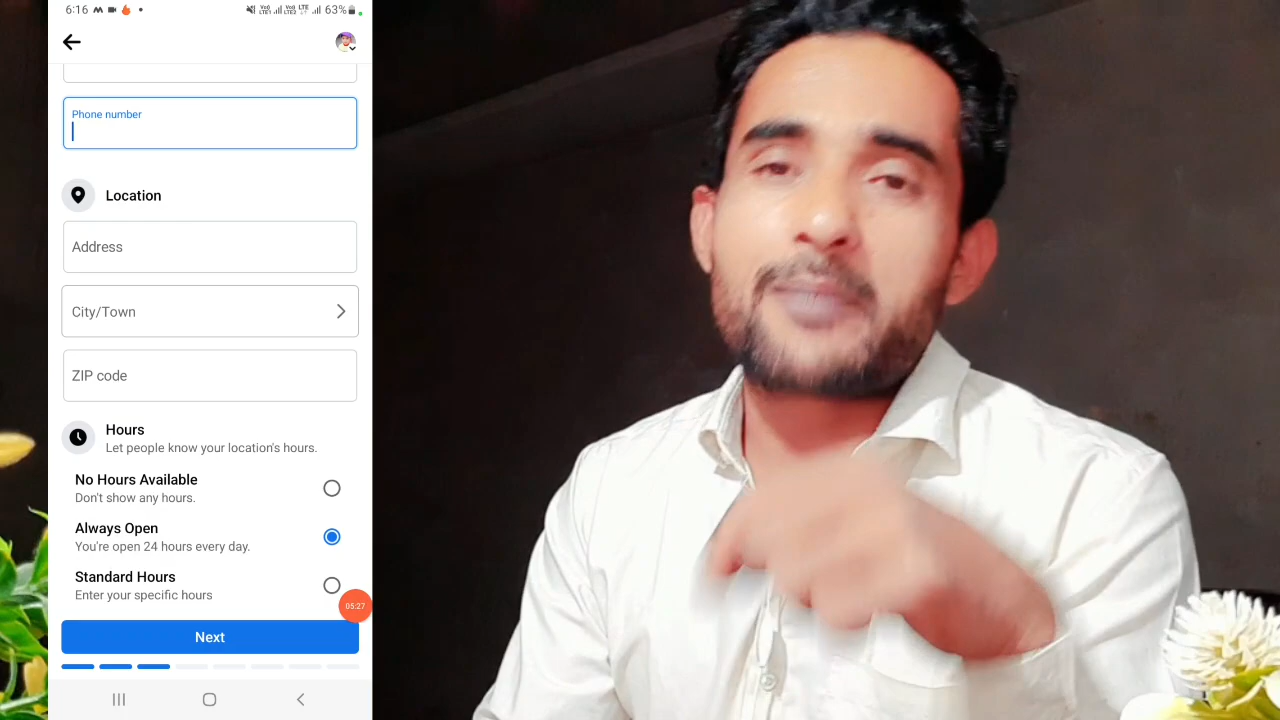 6:16
63%
Phone number
Location
Address
City/Town
ZIP code
Hours
Let people know your location's hours.
No Hours Available
Don't show any hours.
Always Open
You're open 24 hours every day.
Standard Hours
Enter your specific hours
05:27
Next